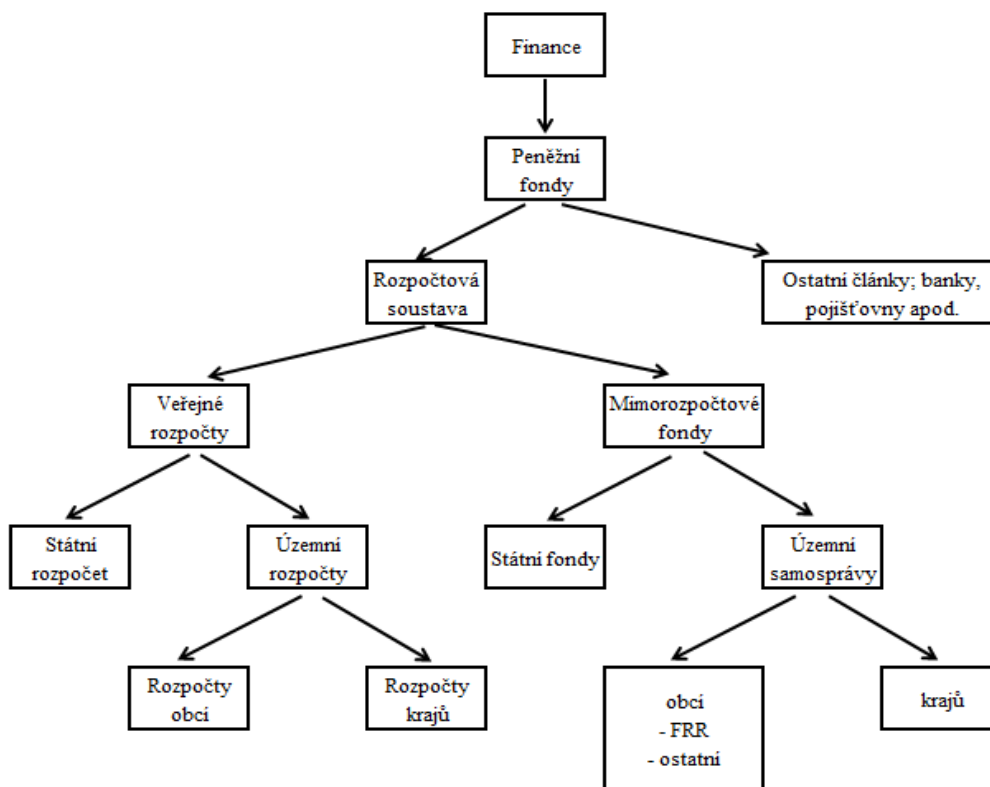 Finance
Peněžní
fondy
Rozpočtová
soustava
Ostatní články; banky,
pojišťovny apod.
Veřejné
rozpočty
Mimorozpočtové
fondy
Státní
rozpočet
Územní
rozpočty
Státní fondy
Územní
samosprávy
Rozpočty
obcí
Rozpočty
krajů
obcí
- FRR
- ostatní
krajů